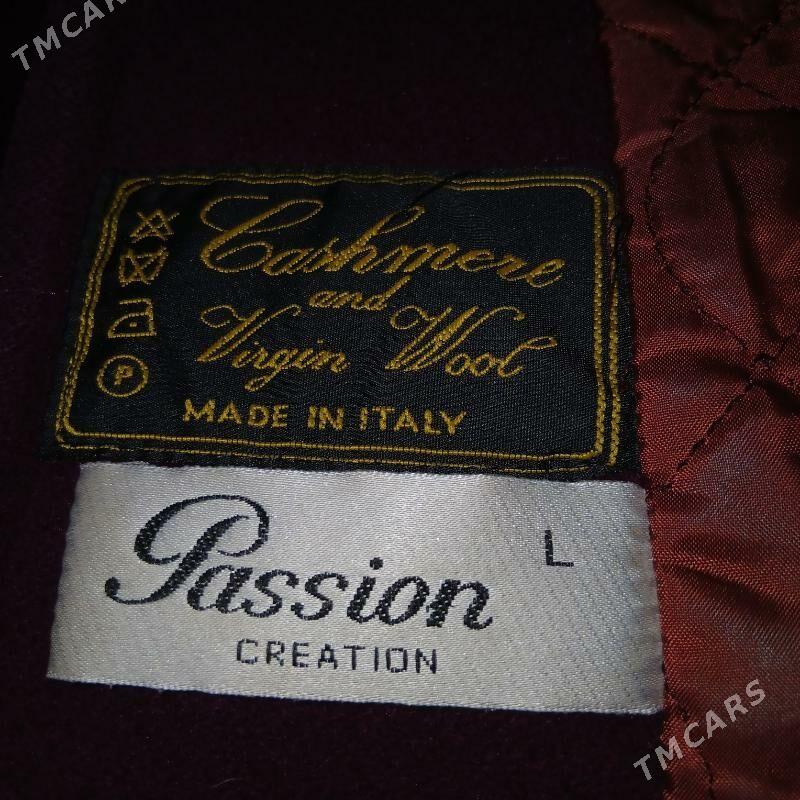 TMCARS
Cashmere
and
Virgin Wool
P
MADE IN ITALY
Passion
L
CREATION
TMCARS